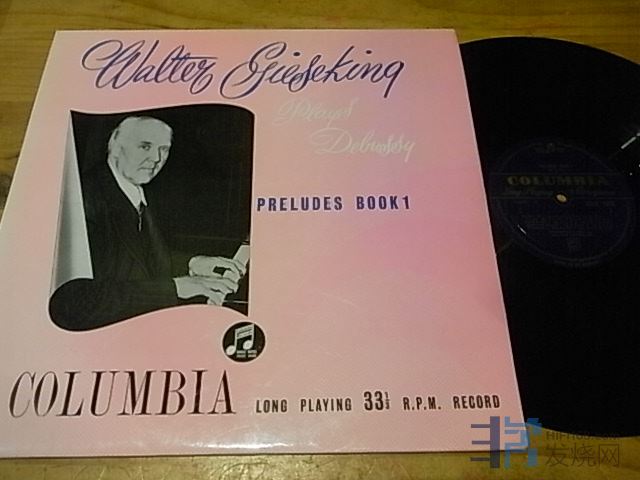 Walter Gieseking
Plays
Debussy
PRELUDES BOOK 1
COLUMBIA
LONG PLAYING 33⅓ R.P.M. RECORD
COLUMBIA
发烧网